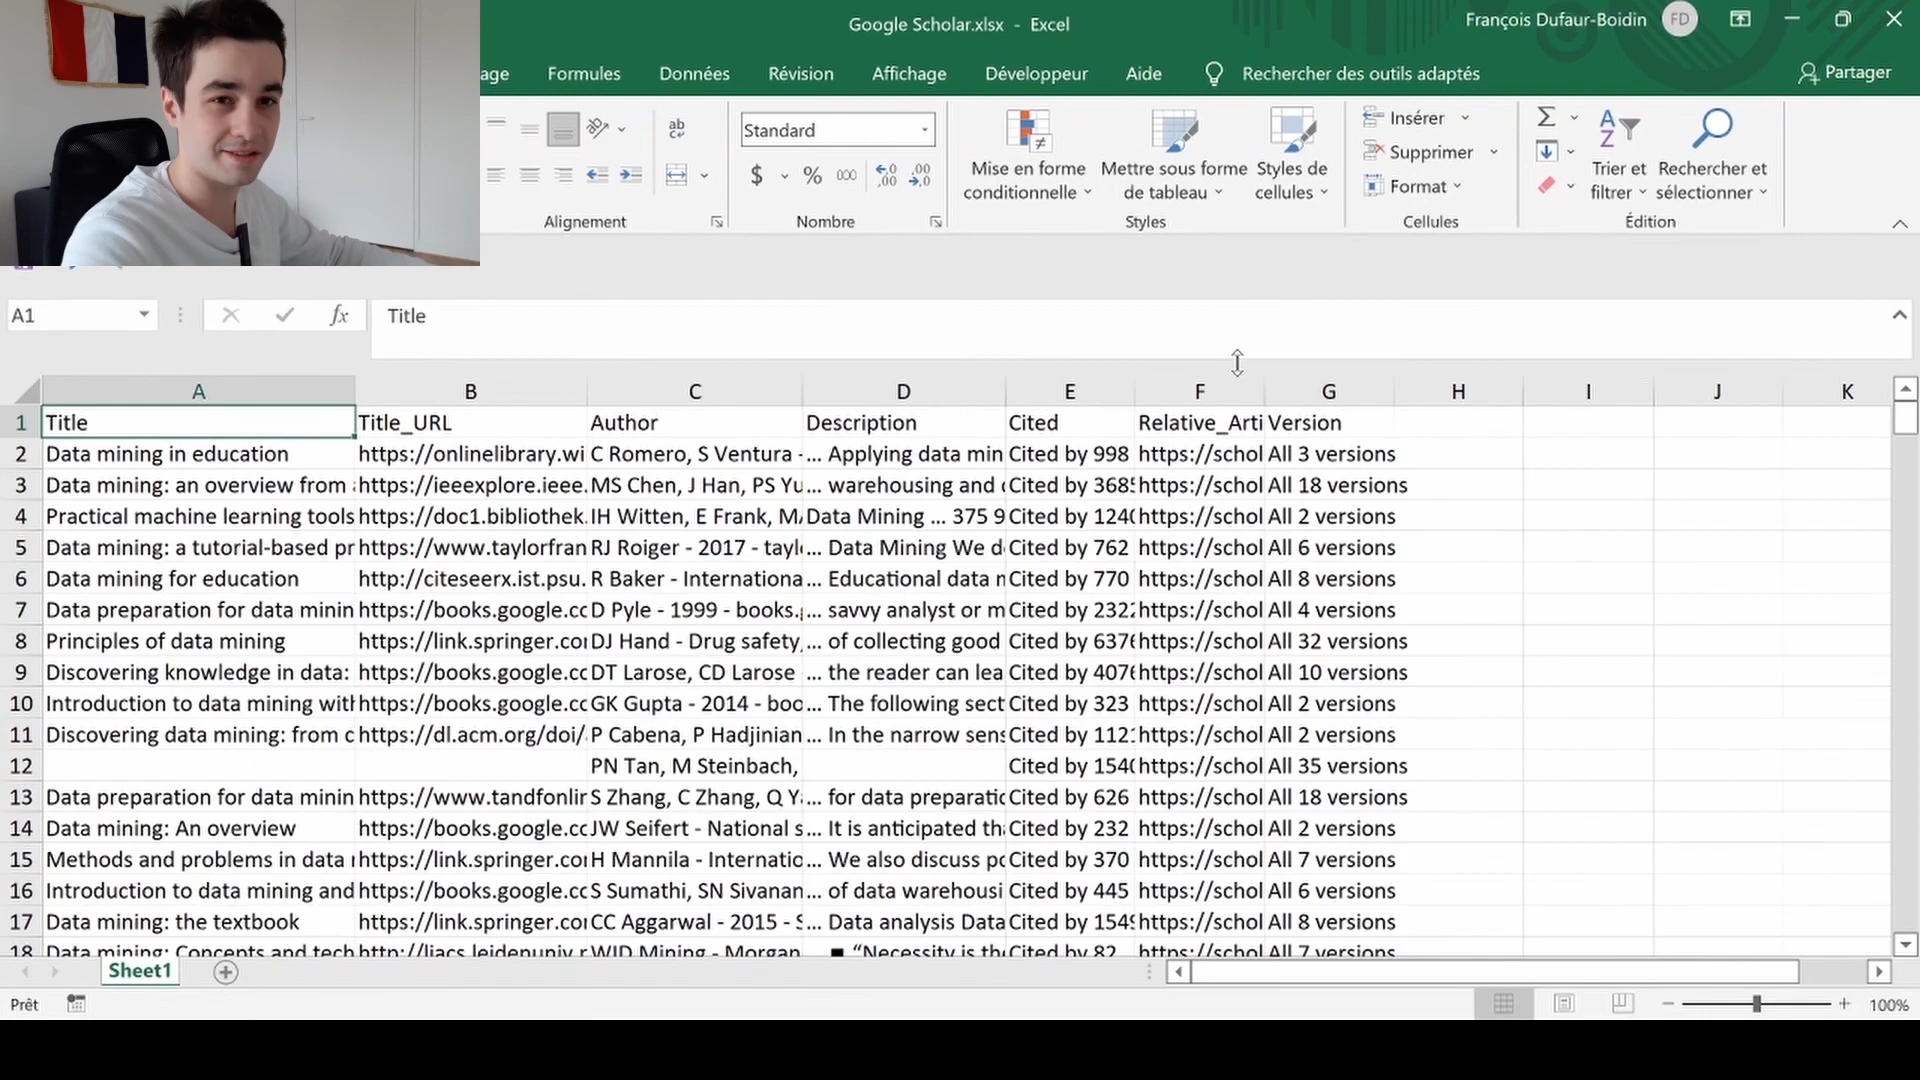 Google Scholar.xlsx - Excel
François Dufaur-Boidin FD
age Formules Données Révision Affichage Développeur Aide Rechercher des outils adaptés Partager
ab
c
Standard
$ % 000
Alignement
Nombre
Mise en forme
conditionnelle
Mettre sous forme
de tableau
Styles de
cellules
Styles
Insérer
Supprimer
Format
Cellules
Σ
A
Z
Trier et
filtrer
Rechercher et
sélectionner
Édition
A1 fx Title
A B C D E F G H I J K
1 Title Title_URL Author Description Cited Relative_Arti Version
2 Data mining in education https://onlinelibrary.wi C Romero, S Ventura - ... Applying data min Cited by 998 https://schol All 3 versions
3 Data mining: an overview from https://ieeexplore.ieee. MS Chen, J Han, PS Yu ... warehousing and Cited by 3685 https://schol All 18 versions
4 Practical machine learning tools https://doc1.bibliothek. IH Witten, E Frank, MA Data Mining ... 375 9 Cited by 1240 https://schol All 2 versions
5 Data mining: a tutorial-based pr https://www.taylorfran RJ Roiger - 2017 - tayl ... Data Mining We d Cited by 762 https://schol All 6 versions
6 Data mining for education http://citeseerx.ist.psu. R Baker - Internationa ... Educational data n Cited by 770 https://schol All 8 versions
7 Data preparation for data minin https://books.google.cc D Pyle - 1999 - books. ... savvy analyst or m Cited by 2322 https://schol All 4 versions
8 Principles of data mining https://link.springer.co DJ Hand - Drug safety, ... of collecting good Cited by 6376 https://schol All 32 versions
9 Discovering knowledge in data: https://books.google.cc DT Larose, CD Larose ... the reader can lea Cited by 4076 https://schol All 10 versions
10 Introduction to data mining with https://books.google.cc GK Gupta - 2014 - boo ... The following sect Cited by 323 https://schol All 2 versions
11 Discovering data mining: from c https://dl.acm.org/doi/ P Cabena, P Hadjinian ... In the narrow sens Cited by 1121 https://schol All 2 versions
12 PN Tan, M Steinbach, Cited by 1540 https://schol All 35 versions
13 Data preparation for data minin https://www.tandfonlir S Zhang, C Zhang, Q Y ... for data preparatio Cited by 626 https://schol All 18 versions
14 Data mining: An overview https://books.google.cc JW Seifert - National s ... It is anticipated th Cited by 232 https://schol All 2 versions
15 Methods and problems in data https://link.springer.co H Mannila - Internatio ... We also discuss po Cited by 370 https://schol All 7 versions
16 Introduction to data mining and https://books.google.cc S Sumathi, SN Sivanan ... of data warehousi Cited by 445 https://schol All 6 versions
17 Data mining: the textbook https://link.springer.co CC Aggarwal - 2015 - S ... Data analysis Data Cited by 1549 https://schol All 8 versions
18 Data mining: Concepts and tech http://liacs.leidenuniv.r WID Mining - Morgan ■ “Necessity is th Cited by 82 https://schol All 7 versions
Sheet1
Prêt 100%